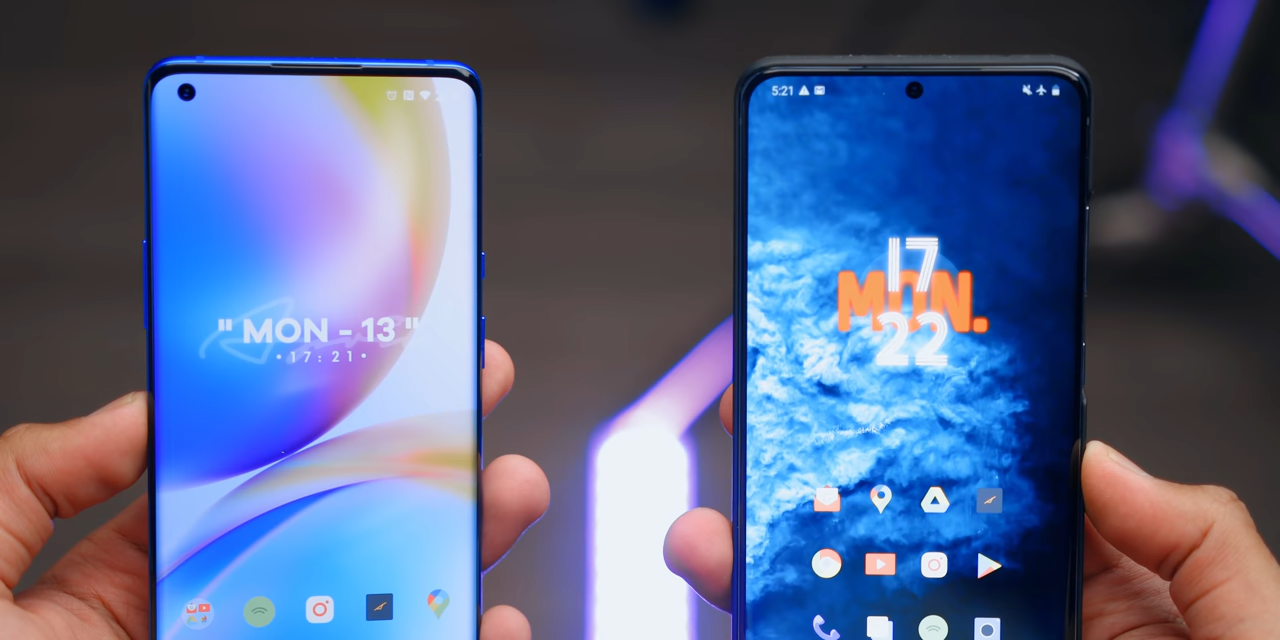 " MON - 13 "
• 17 : 21 •
5:21
17
MON.
22